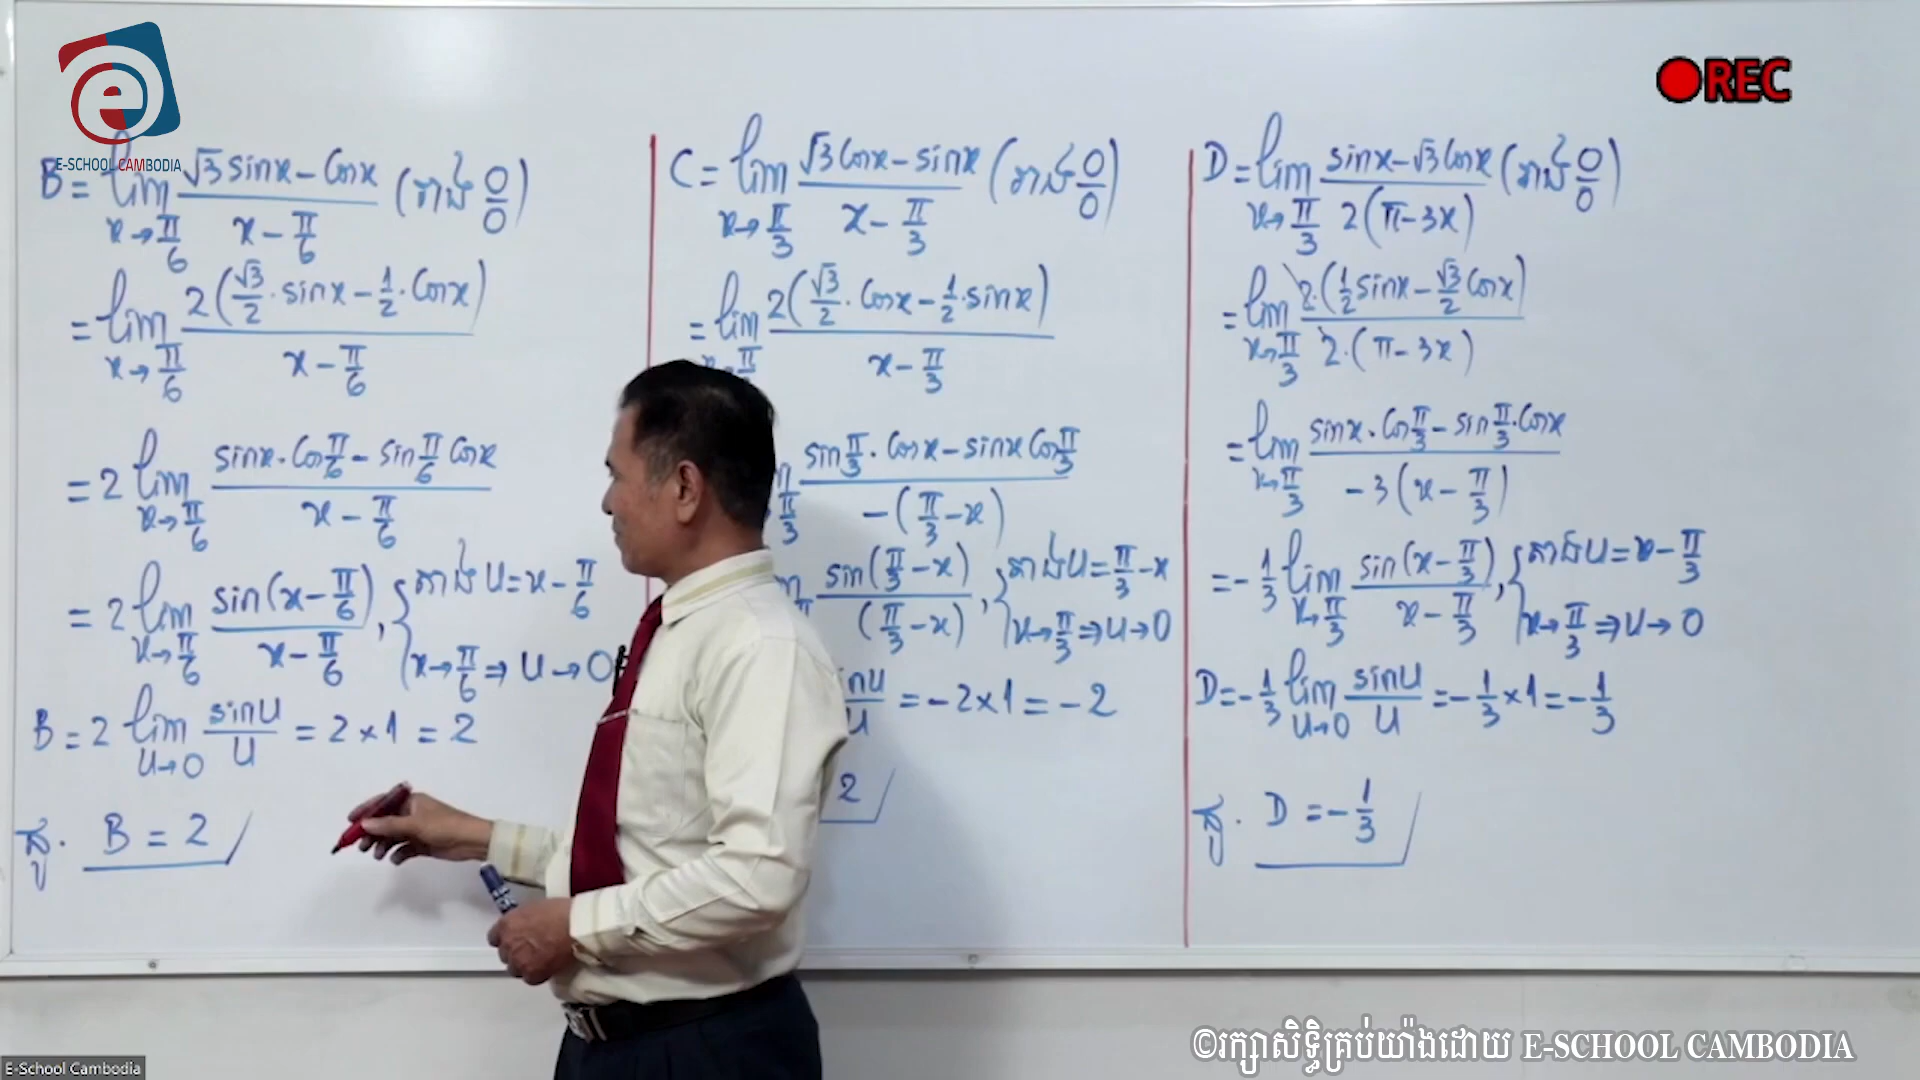 E-SCHOOL CAMBODIA
REC
B = lim x→π/6 (√3 sinx − cosx)/(x − π/6) (រាង 0/0)
= lim x→π/6 2(√3/2 · sinx − 1/2 · cosx)/(x − π/6)
= 2 lim x→π/6 (sinx · cos π/6 − sin π/6 cosx)/(x − π/6)
= 2 lim x→π/6 sin(x − π/6)/(x − π/6), { តាង u = x − π/6
x→π/6 ⇒ u→0
B = 2 lim u→0 sinu/u = 2×1 = 2
ដូ. B = 2
C = lim x→π/3 (√3 cosx − sinx)/(x − π/3) (រាង 0/0)
= lim 2(√3/2 · cosx − 1/2 · sinx)/(x − π/3)
(sin π/3 · cosx − sinx cos π/3)/−(π/3 − x)
sin(π/3 − x)/(π/3 − x), { តាង u = π/3 − x
x→π/3 ⇒ u→0
= −2×1 = −2
2
D = lim x→π/3 (sinx − √3 cosx)/2(π − 3x) (រាង 0/0)
= lim x→π/3 2·(1/2 sinx − √3/2 cosx)/2·(π − 3x)
= lim x→π/3 (sinx · cos π/3 − sin π/3 · cosx)/−3(x − π/3)
= −1/3 lim x→π/3 sin(x − π/3)/(x − π/3), { តាង u = x − π/3
x→π/3 ⇒ u→0
D = −1/3 lim u→0 sinu/u = −1/3 ×1 = −1/3
ដូ. D = −1/3
©រក្សាសិទ្ធិគ្រប់យ៉ាងដោយ E-SCHOOL CAMBODIA
E-School Cambodia